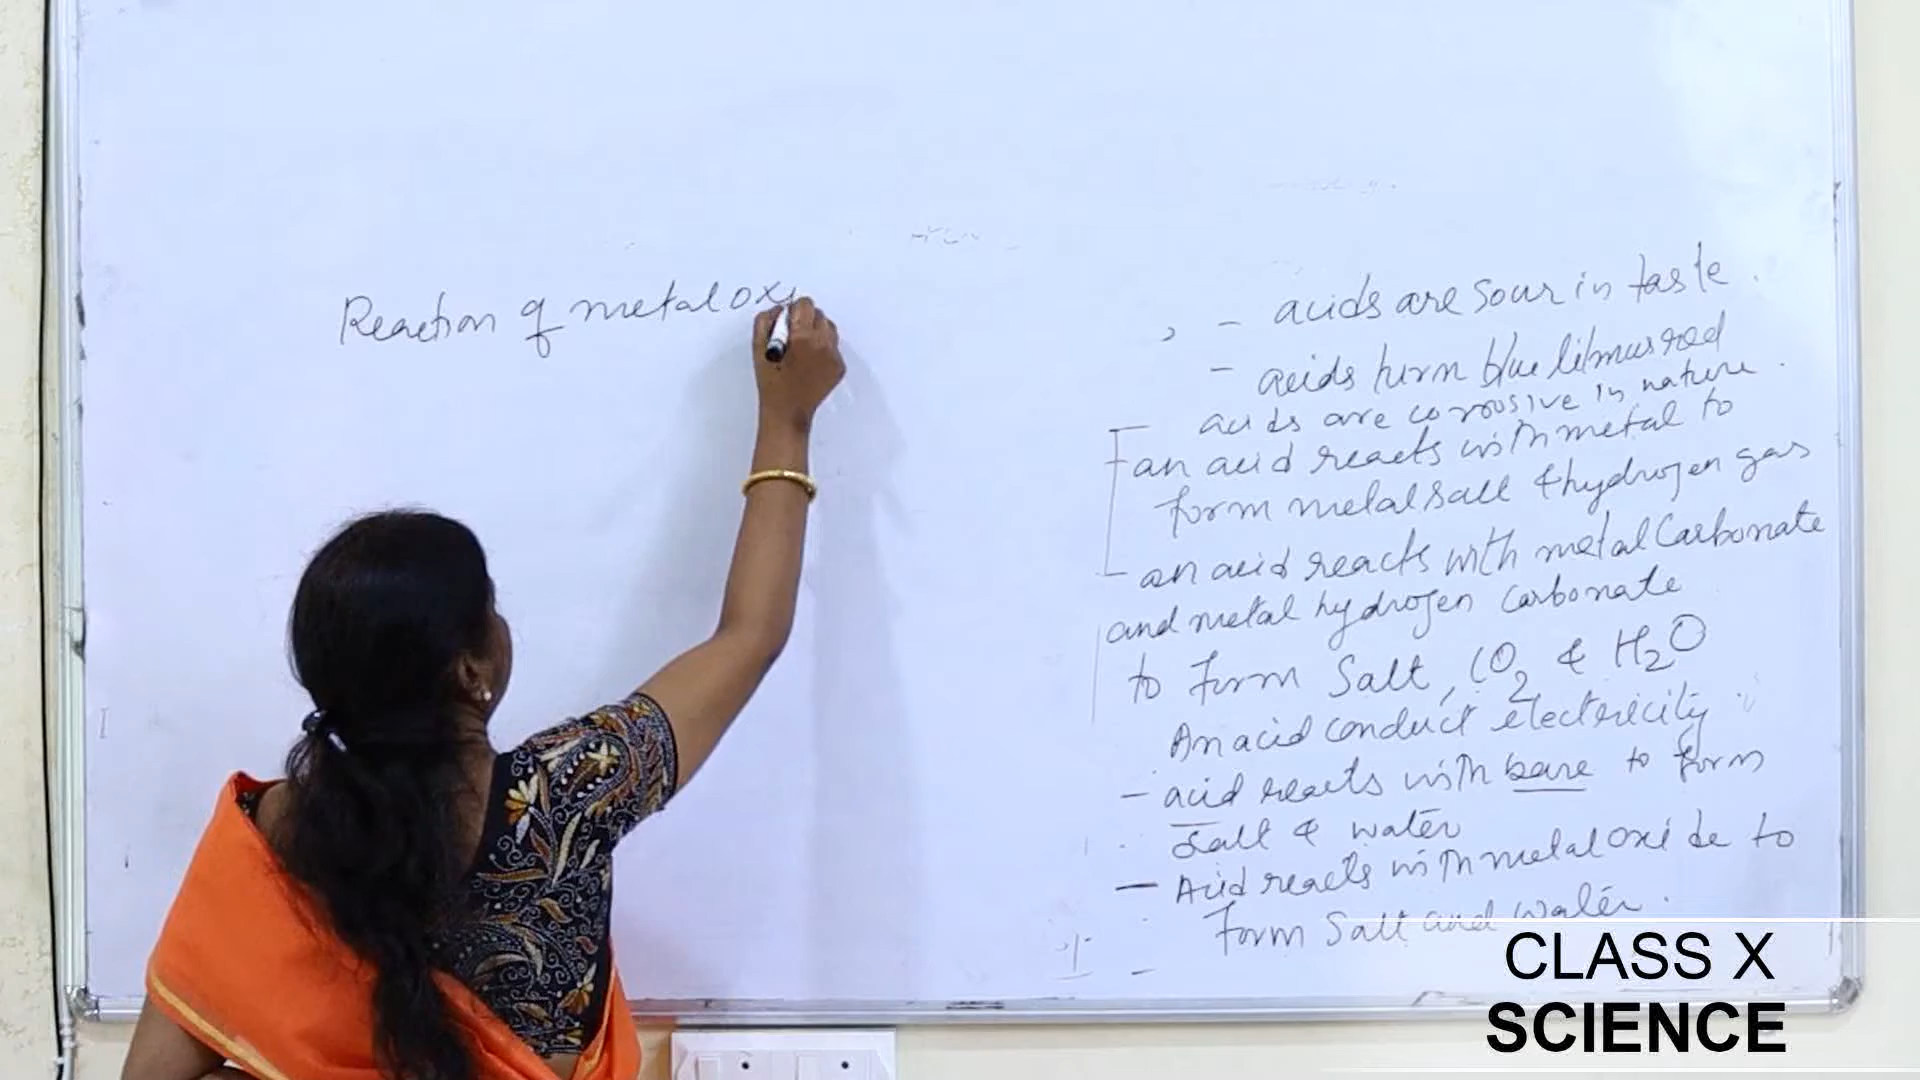 Reaction of metal ox
- acids are sour in taste.
- acids turn blue litmus red
acids are corrosive in nature.
- an acid reacts with metal to
form metal salt & hydrogen gas
- an acid reacts with metal Carbonate
and metal hydrogen carbonate
to form Salt, CO2 & H2O
An acid conduct electricity
- acid reacts with base to form
Salt & water
- Acid reacts with metal oxide to
Form Salt and water.
CLASS X
SCIENCE